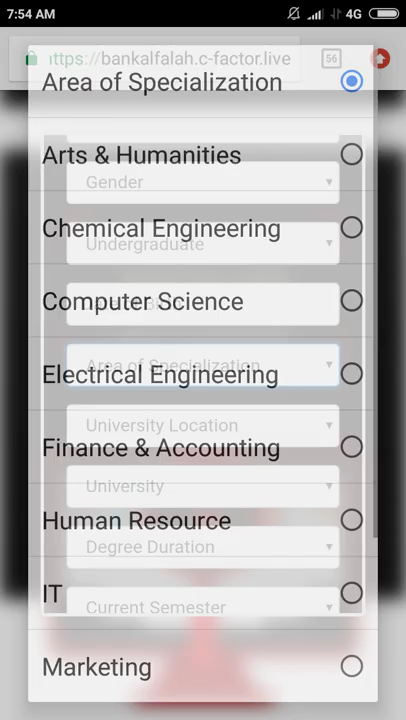 7:54 AM
4G
https://bankalfalah.c-factor.live
56
Area of Specialization
Arts & Humanities
Gender
Chemical Engineering
Undergraduate
Computer Science
Area of Specialization
Electrical Engineering
University Location
Finance & Accounting
University
Human Resource
Degree Duration
IT
Current Semester
Marketing